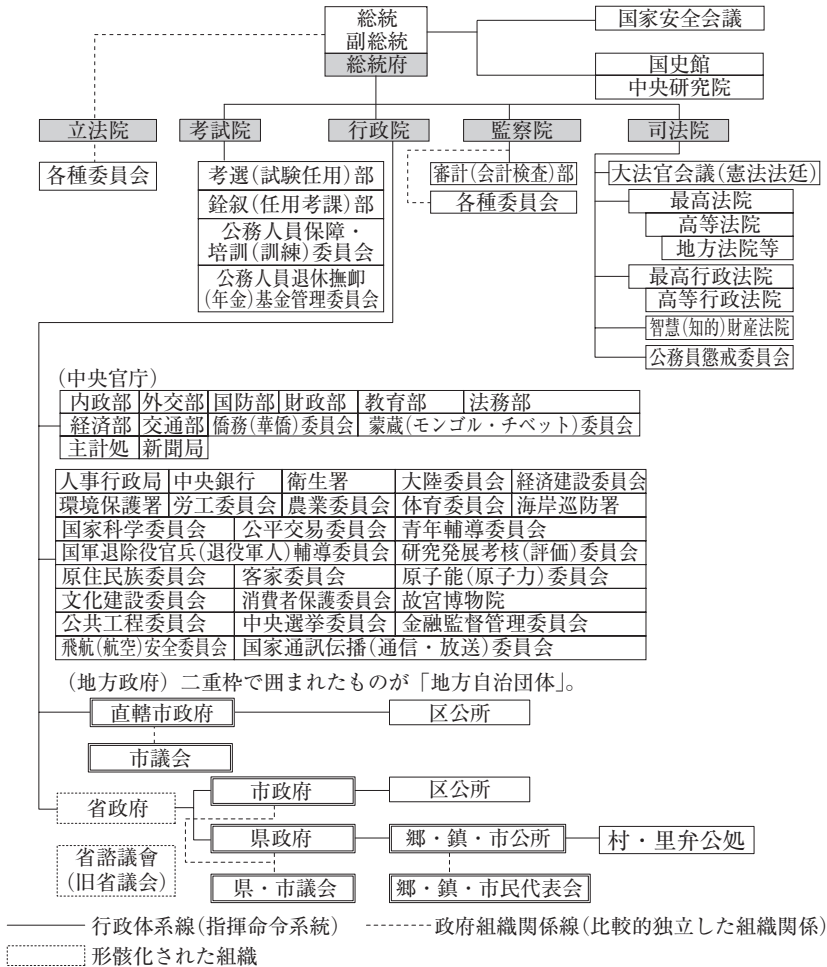 総統
副総統
総統府
国家安全会議
国史館
中央研究院
立法院
考試院
行政院
監察院
司法院
各種委員会
考選(試験任用)部
銓叙(任用考課)部
公務人員保障・
培訓(訓練)委員会
公務人員退休撫卹
(年金)基金管理委員会
審計(会計検査)部
各種委員会
大法官会議(憲法法廷)
最高法院
高等法院
地方法院等
最高行政法院
高等行政法院
智慧(知的)財産法院
公務員懲戒委員会
(中央官庁)
内政部 外交部 国防部 財政部 教育部 法務部
経済部 交通部 僑務(華僑)委員会 蒙蔵(モンゴル・チベット)委員会
主計処 新聞局
人事行政局 中央銀行 衛生署 大陸委員会 経済建設委員会
環境保護署 労工委員会 農業委員会 体育委員会 海岸巡防署
国家科学委員会 公平交易委員会 青年輔導委員会
国軍退除役官兵(退役軍人)輔導委員会 研究発展考核(評価)委員会
原住民族委員会 客家委員会 原子能(原子力)委員会
文化建設委員会 消費者保護委員会 故宮博物院
公共工程委員会 中央選挙委員会 金融監督管理委員会
飛航(航空)安全委員会 国家通訊伝播(通信・放送)委員会
(地方政府) 二重枠で囲まれたものが「地方自治団体」。
直轄市政府 区公所
市議会
省政府
市政府 区公所
県政府 郷・鎮・市公所 村・里弁公処
省諮議會
(旧省議会)
県・市議会 郷・鎮・市民代表会
行政体系線(指揮命令系統) 政府組織関係線(比較的独立した組織関係)
形骸化された組織